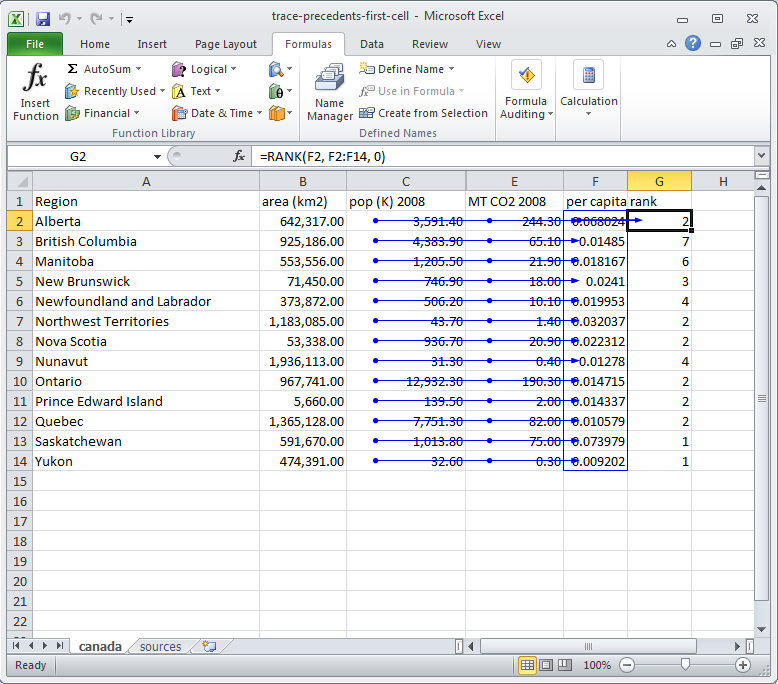 trace-precedents-first-cell - Microsoft Excel
File Home Insert Page Layout Formulas Data Review View
fx Σ AutoSum Logical Define Name
Recently Used Text Use in Formula
Insert Function Financial Date & Time Name Manager Create from Selection Formula Auditing Calculation
Function Library Defined Names
G2 fx =RANK(F2, F2:F14, 0)
A B C E F G H
1 Region area (km2) pop (K) 2008 MT CO2 2008 per capita rank
2 Alberta 642,317.00 3,591.40 244.30 0.068024 2
3 British Columbia 925,186.00 4,383.90 65.10 0.01485 7
4 Manitoba 553,556.00 1,205.50 21.90 0.018167 6
5 New Brunswick 71,450.00 746.90 18.00 0.0241 3
6 Newfoundland and Labrador 373,872.00 506.20 10.10 0.019953 4
7 Northwest Territories 1,183,085.00 43.70 1.40 0.032037 2
8 Nova Scotia 53,338.00 936.70 20.90 0.022312 2
9 Nunavut 1,936,113.00 31.30 0.40 0.01278 4
10 Ontario 967,741.00 12,932.30 190.30 0.014715 2
11 Prince Edward Island 5,660.00 139.50 2.00 0.014337 2
12 Quebec 1,365,128.00 7,751.30 82.00 0.010579 2
13 Saskatchewan 591,670.00 1,013.80 75.00 0.073979 1
14 Yukon 474,391.00 32.60 0.30 0.009202 1
15
16
17
18
19
20
21
22
canada sources
Ready 100%